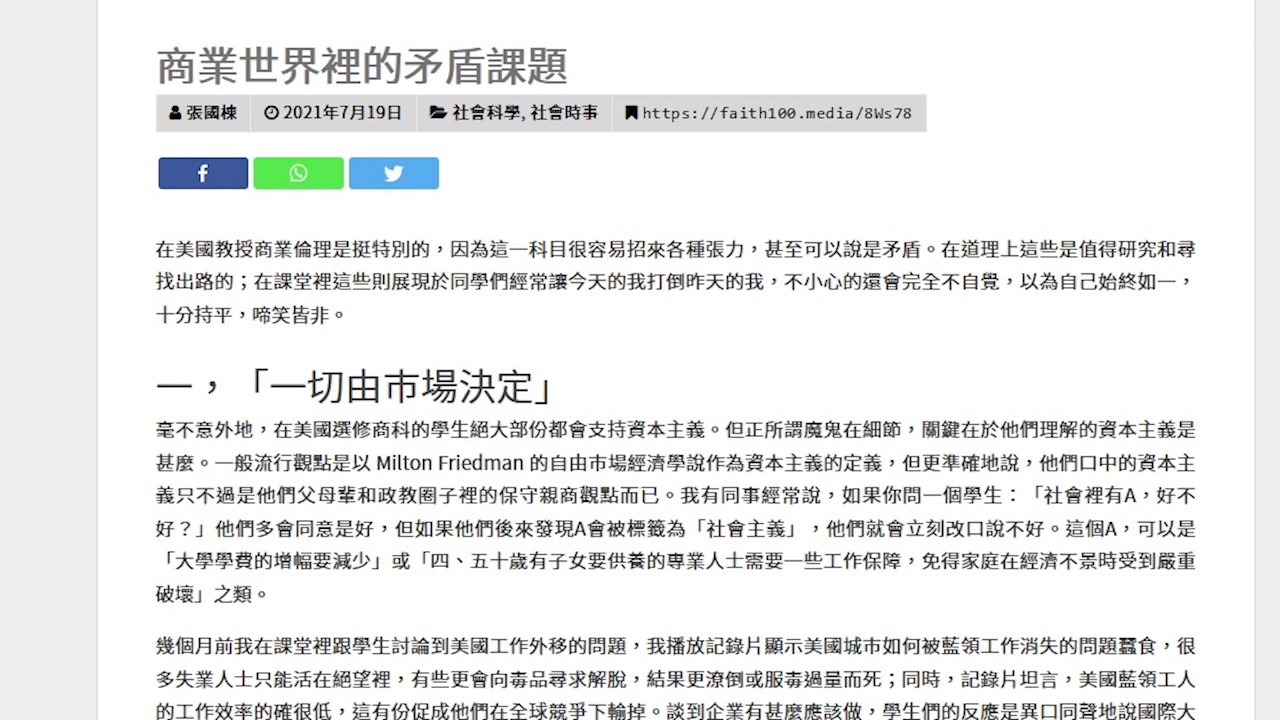 商業世界裡的矛盾課題
張國棟 2021年7月19日 社會科學, 社會時事 https://faith100.media/8Ws78
在美國教授商業倫理是挺特別的，因為這一科目很容易招來各種張力，甚至可以說是矛盾。在道理上這些是值得研究和尋
找出路的；在課堂裡這些則展現於同學們經常讓今天的我打倒昨天的我，不小心的還會完全不自覺，以為自己始終如一，
十分持平，啼笑皆非。
一，「一切由市場決定」
毫不意外地，在美國選修商科的學生絕大部份都會支持資本主義。但正所謂魔鬼在細節，關鍵在於他們理解的資本主義是
甚麼。一般流行觀點是以 Milton Friedman 的自由市場經濟學說作為資本主義的定義，但更準確地說，他們口中的資本主
義只不過是他們父母輩和政教圈子裡的保守親商觀點而已。我有同事經常說，如果你問一個學生：「社會裡有A，好不
好？」他們多會同意是好，但如果他們後來發現A會被標籤為「社會主義」，他們就會立刻改口說不好。這個A，可以是
「大學學費的增幅要減少」或「四、五十歲有子女要供養的專業人士需要一些工作保障，免得家庭在經濟不景時受到嚴重
破壞」之類。
幾個月前我在課堂裡跟學生討論到美國工作外移的問題，我播放記錄片顯示美國城市如何被藍領工作消失的問題蠶食，很
多失業人士只能活在絕望裡，有些更會向毒品尋求解脫，結果更潦倒或服毒過量而死；同時，記錄片坦言，美國藍領工人
的工作效率的確很低，這有份促成他們在全球競爭下輸掉。談到企業有甚麼應該做，學生們的反應是異口同聲地說國際大